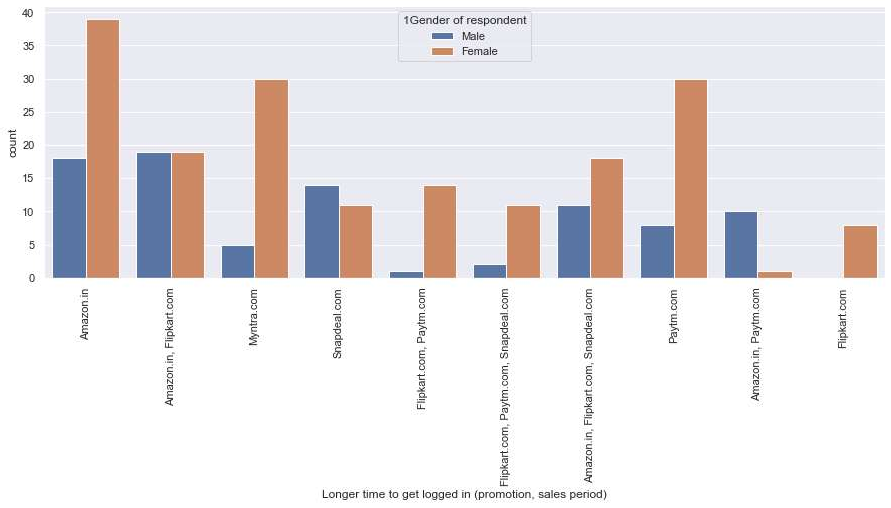 1Gender of respondent
Male
Female
count
40
35
30
25
20
15
10
5
0
Amazon.in
Amazon.in, Flipkart.com
Myntra.com
Snapdeal.com
Flipkart.com, Paytm.com
Flipkart.com, Paytm.com, Snapdeal.com
Amazon.in, Flipkart.com, Snapdeal.com
Paytm.com
Amazon.in, Paytm.com
Flipkart.com
Longer time to get logged in (promotion, sales period)